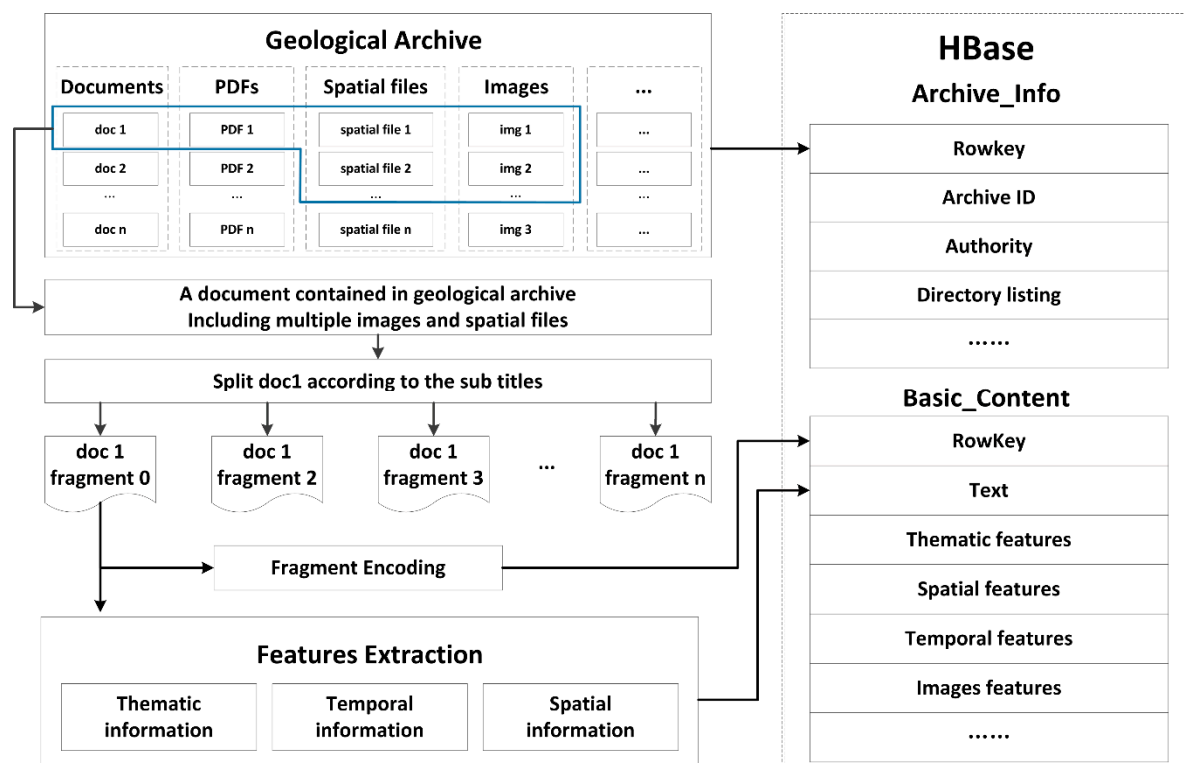 Geological Archive
Documents
PDFs
Spatial files
Images
...
doc 1
PDF 1
spatial file 1
img 1
...
doc 2
PDF 2
spatial file 2
img 2
...
...
...
...
...
...
doc n
PDF n
spatial file n
img 3
...
A document contained in geological archive
Including multiple images and spatial files
Split doc1 according to the sub titles
doc 1
fragment 0
doc 1
fragment 2
doc 1
fragment 3
...
doc 1
fragment n
Fragment Encoding
Features Extraction
Thematic
information
Temporal
information
Spatial
information
HBase
Archive_Info
Rowkey
Archive ID
Authority
Directory listing
......
Basic_Content
RowKey
Text
Thematic features
Spatial features
Temporal features
Images features
......